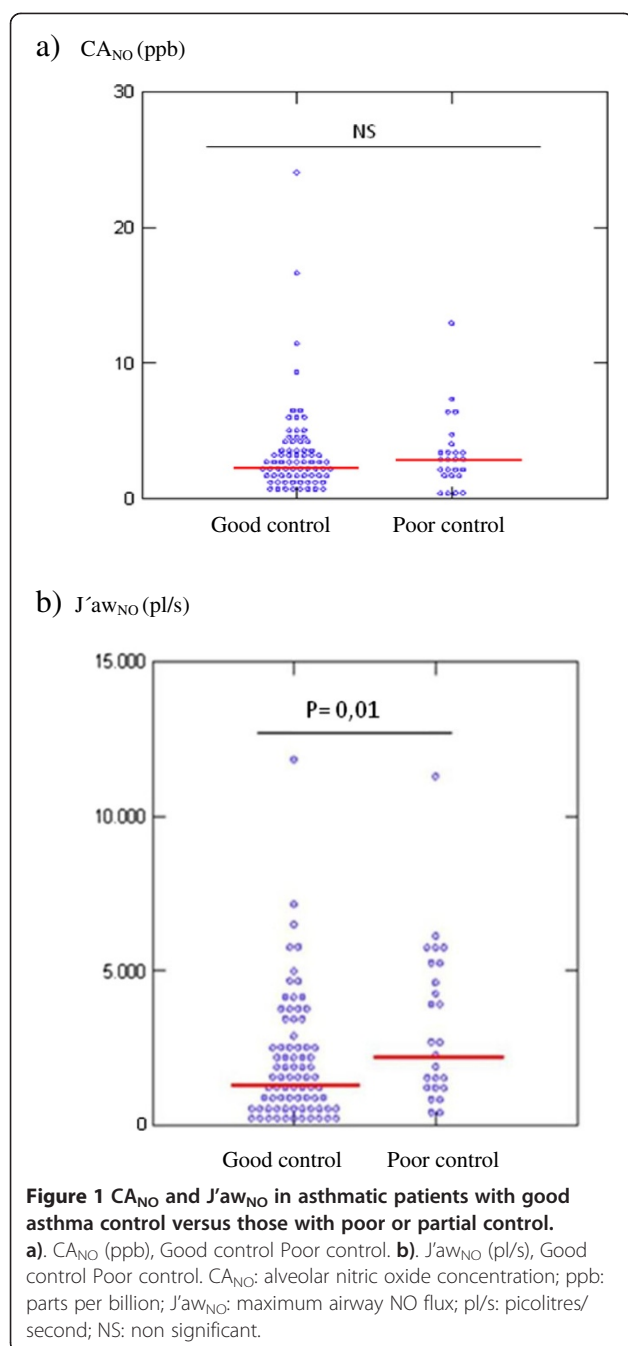 a) CA_NO (ppb)
30
NS
20
10
0
Good control Poor control
b) J´aw_NO (pl/s)
15.000
P= 0,01
10.000
5.000
0
Good control Poor control
Figure 1 CA_NO and J'aw_NO in asthmatic patients with good
asthma control versus those with poor or partial control.
a). CA_NO (ppb), Good control Poor control. b). J'aw_NO (pl/s), Good
control Poor control. CA_NO: alveolar nitric oxide concentration; ppb:
parts per billion; J'aw_NO: maximum airway NO flux; pl/s: picolitres/
second; NS: non significant.